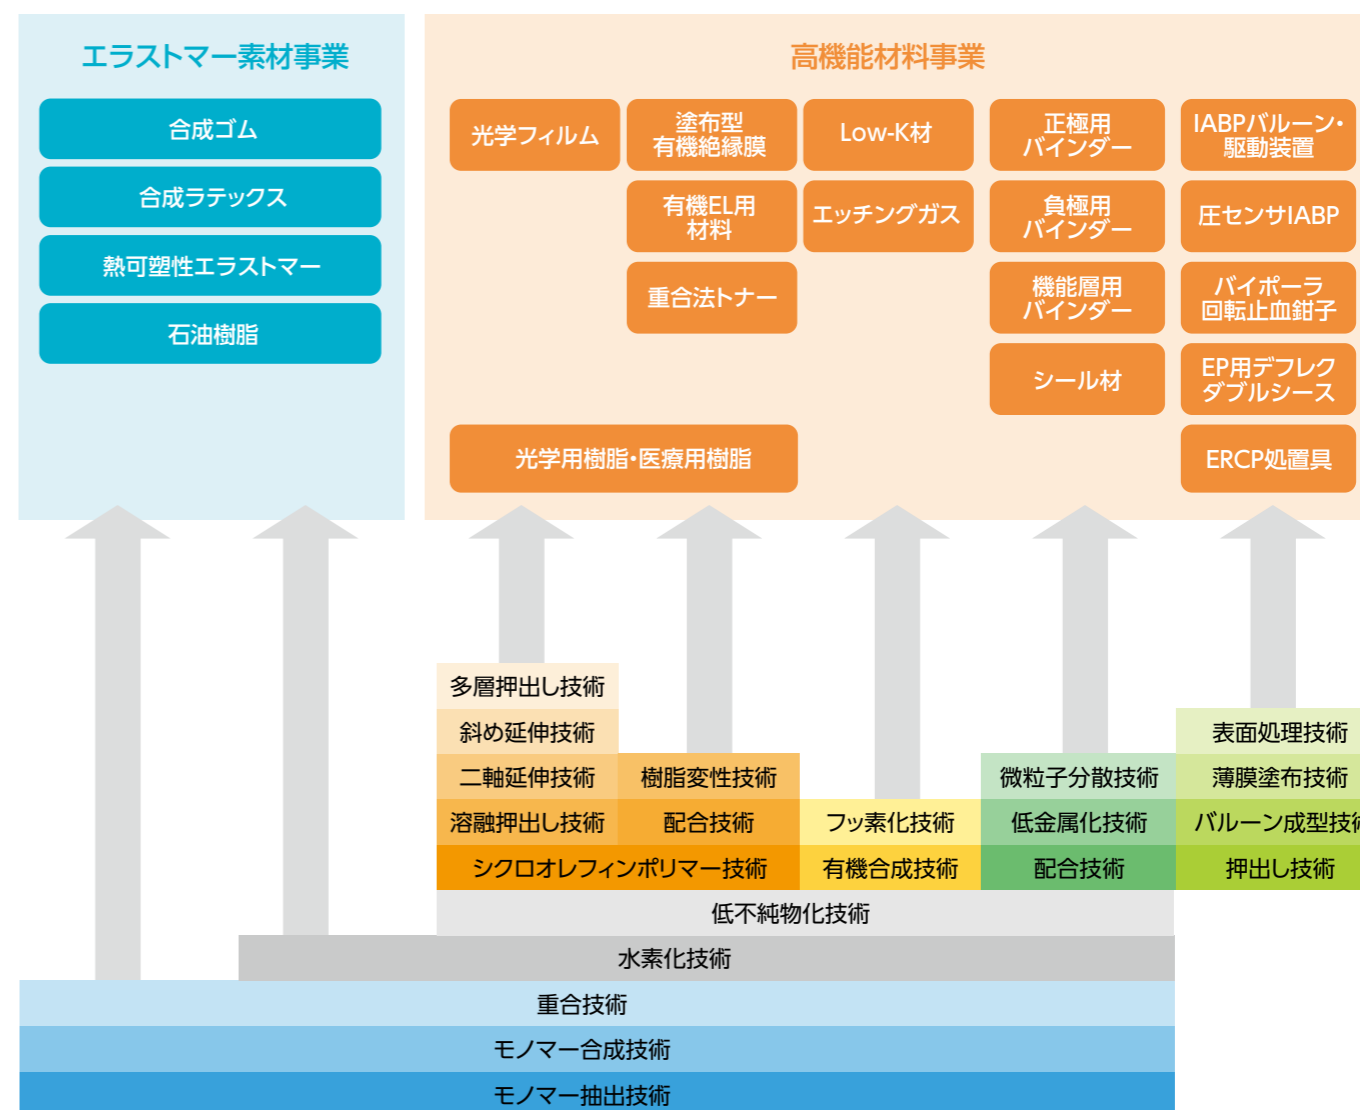 エラストマー素材事業
合成ゴム
合成ラテックス
熱可塑性エラストマー
石油樹脂
高機能材料事業
光学フィルム
塗布型
有機絶縁膜
有機EL用
材料
重合法トナー
光学用樹脂・医療用樹脂
Low-K材
エッチングガス
正極用
バインダー
負極用
バインダー
機能層用
バインダー
シール材
IABPバルーン・
駆動装置
圧センサIABP
バイポーラ
回転止血鉗子
EP用デフレク
ダブルシース
ERCP処置具
多層押出し技術
斜め延伸技術
二軸延伸技術
溶融押出し技術
樹脂変性技術
配合技術
シクロオレフィンポリマー技術
フッ素化技術
有機合成技術
微粒子分散技術
低金属化技術
配合技術
表面処理技術
薄膜塗布技術
バルーン成型技術
押出し技術
低不純物化技術
水素化技術
重合技術
モノマー合成技術
モノマー抽出技術